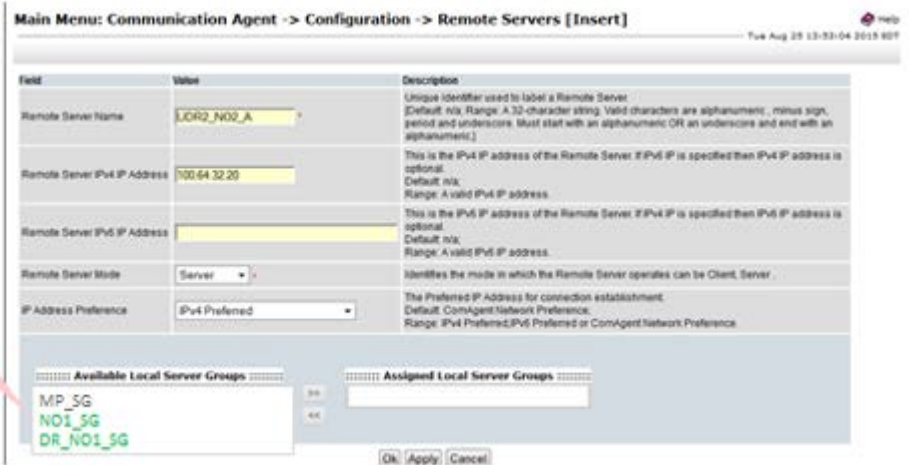 Main Menu: Communication Agent -> Configuration -> Remote Servers [Insert]
Help
Tue Aug 25 13:53:04 2015 EDT
Field Value Description
Remote Server Name UDR2_NO2_A * Unique identifier used to label a Remote Server.
[Default: n/a; Range: A 32-character string. Valid characters are alphanumeric, minus sign,
period and underscore. Must start with an alphanumeric OR an underscore and end with an
alphanumeric.]
Remote Server IPv4 IP Address 100.64.32.20 This is the IPv4 IP address of the Remote Server. If IPv6 IP is specified then IPv4 IP address is
optional.
Default: n/a;
Range: A valid IPv4 IP address.
Remote Server IPv6 IP Address This is the IPv6 IP address of the Remote Server. If IPv4 IP is specified then IPv6 IP address is
optional.
Default: n/a;
Range: A valid IPv6 IP address.
Remote Server Mode Server * Identifies the mode in which the Remote Server operates can be Client, Server .
IP Address Preference IPv4 Preferred The Preferred IP Address for connection establishment.
Default: ComAgent Network Preference;
Range: IPv4 Preferred,IPv6 Preferred or ComAgent Network Preference.
Available Local Server Groups Assigned Local Server Groups
MP_SG
NO1_SG
DR_NO1_SG
>>
<<
Ok Apply Cancel